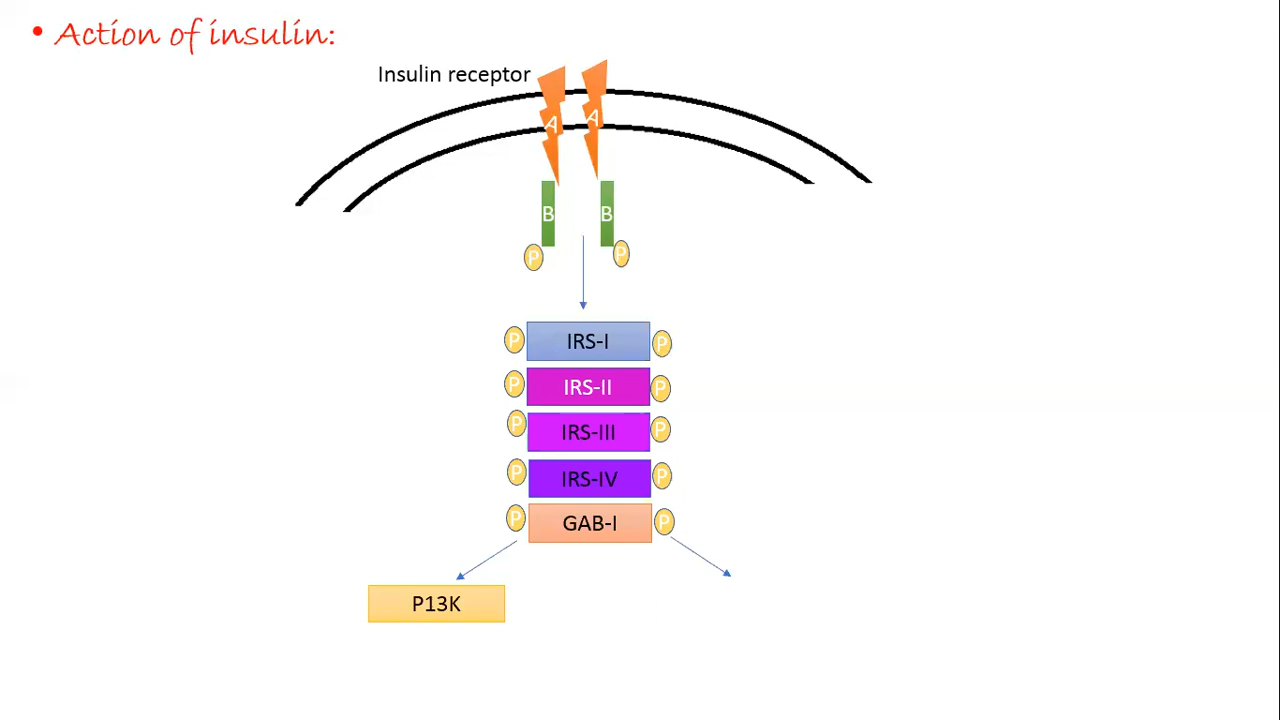 • Action of insulin:
Insulin receptor
A A
B B
P P
P IRS-I P
P IRS-II P
P IRS-III P
P IRS-IV P
P GAB-I P
P13K